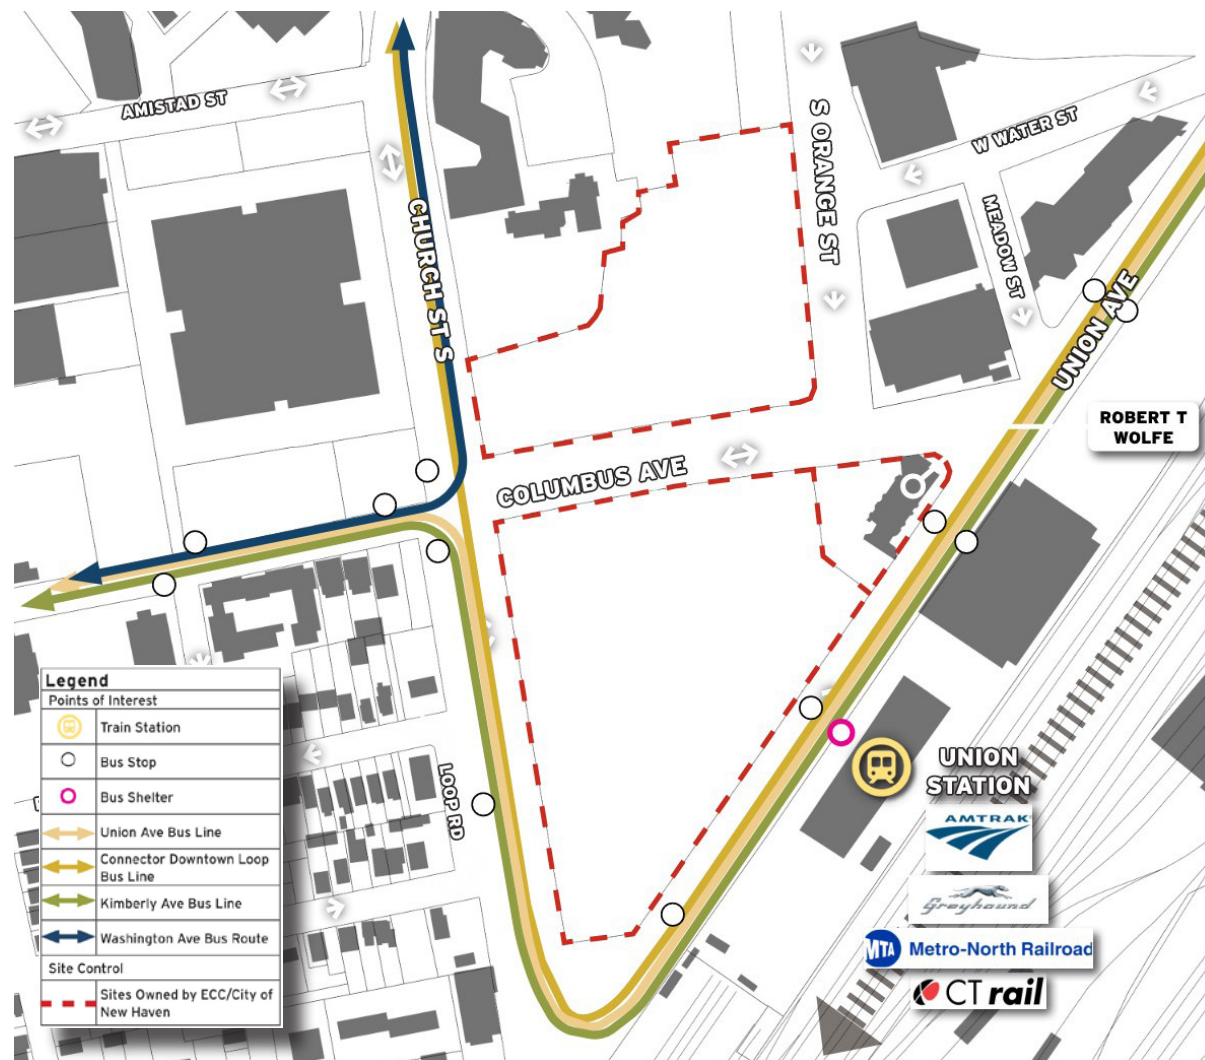 AMISTAD ST
CHURCH ST S
S ORANGE ST
W WATER ST
MEADOW ST
UNION AVE
ROBERT T
WOLFE
COLUMBUS AVE
LOOP RD
UNION
STATION
AMTRAK
Greyhound
MTA Metro-North Railroad
CT rail
Legend
Points of Interest
Train Station
Bus Stop
Bus Shelter
Union Ave Bus Line
Connector Downtown Loop
Bus Line
Kimberly Ave Bus Line
Washington Ave Bus Route
Site Control
Sites Owned by ECC/City of
New Haven